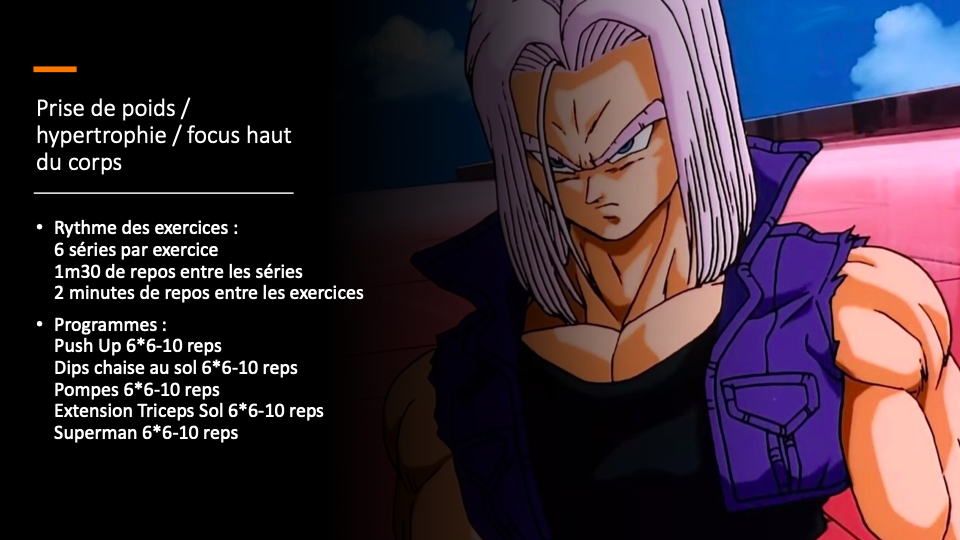 Prise de poids /
hypertrophie / focus haut
du corps
• Rythme des exercices :
6 séries par exercice
1m30 de repos entre les séries
2 minutes de repos entre les exercices
• Programmes :
Push Up 6*6-10 reps
Dips chaise au sol 6*6-10 reps
Pompes 6*6-10 reps
Extension Triceps Sol 6*6-10 reps
Superman 6*6-10 reps